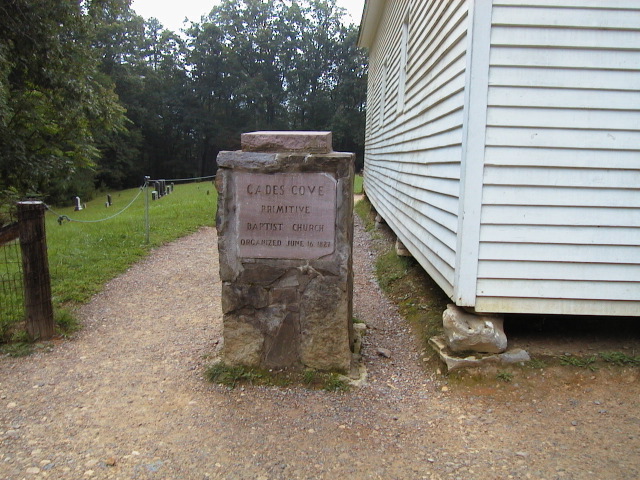 CADES COVE
PRIMITIVE
BAPTIST CHURCH
ORGANIZED JUNE 16, 1827